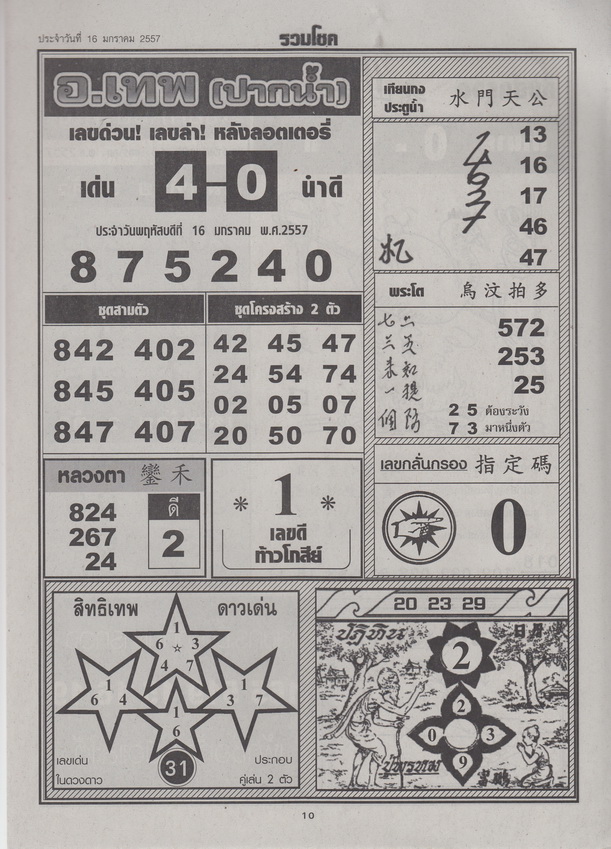 ประจำวันที่ 16 มกราคม 2557
รวมโชค
อ.เทพ (ปากน้ำ)
เลขด่วน! เลขล่า! หลังลอตเตอรี่
เด่น 4-0 นำดี
ประจำวันพฤหัสบดีที่ 16 มกราคม พ.ศ.2557
8 7 5 2 4 0
ชุดสามตัว
842 402
845 405
847 407
ชุดโครงสร้าง 2 ตัว
42 45 47
24 54 74
02 05 07
20 50 70
เทียนกง
ประตูน้ำ
水門天公
13
16
17
46
47
พระโต
烏汶拍多
572
253
25
2 5 ต้องระวัง
7 3 มาหนึ่งตัว
หลวงตา 鑾禾
824
267
24
ดี
2
* 1 *
เลขดี
ท้าวโกสีย์
เลขกลั่นกรอง 指定碼
0
สิทธิเทพ ดาวเด่น
1
6 ☆ 3
4 7
1
6 4
1
3 7
1
6
31
เลขเด่น
ในดวงดาว
ประกอบ
คู่เล่น 2 ตัว
20 23 29
ปฏิทิน
2
2
0 3
9
10